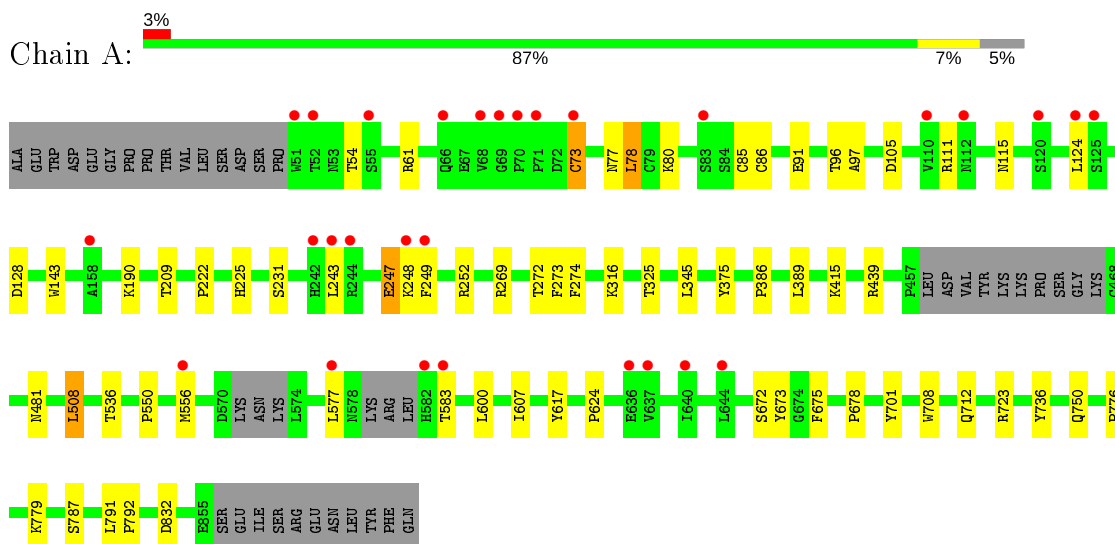 3%
Chain A:
87% 7% 5%
ALA GLU TRP ASP GLU GLY PRO PRO THR VAL LEU SER ASP SER PRO W51 T52 N53 T54 S55 R61 Q66 E67 V68 G69 P70 P71 D72 C73 N77 L78 C79 K80 S83 S84 C85 C86 E91 T96 A97 D105 V110 R111 N112 N115 S120 L124 S125
D128 W143 A158 K190 T209 P222 H225 S231 H242 L243 R244 E247 K248 F249 R252 R269 T272 F273 F274 K316 T325 L345 Y375 P386 L389 K415 R439 P457 LEU ASP VAL TYR LYS LYS PRO SER GLY LYS C468
N481 L508 T536 P550 M556 D570 LYS ASN LYS L574 L577 N578 LYS ARG LEU H582 T583 L600 I607 Y617 P624 E636 V637 I640 L644 S672 Y673 G674 F675 P678 Y701 W708 Q712 R723 Y736 Q750 P776
K779 S787 L791 P792 D832 E855 SER GLU ILE SER ARG GLU ASN LEU TYR PHE GLN